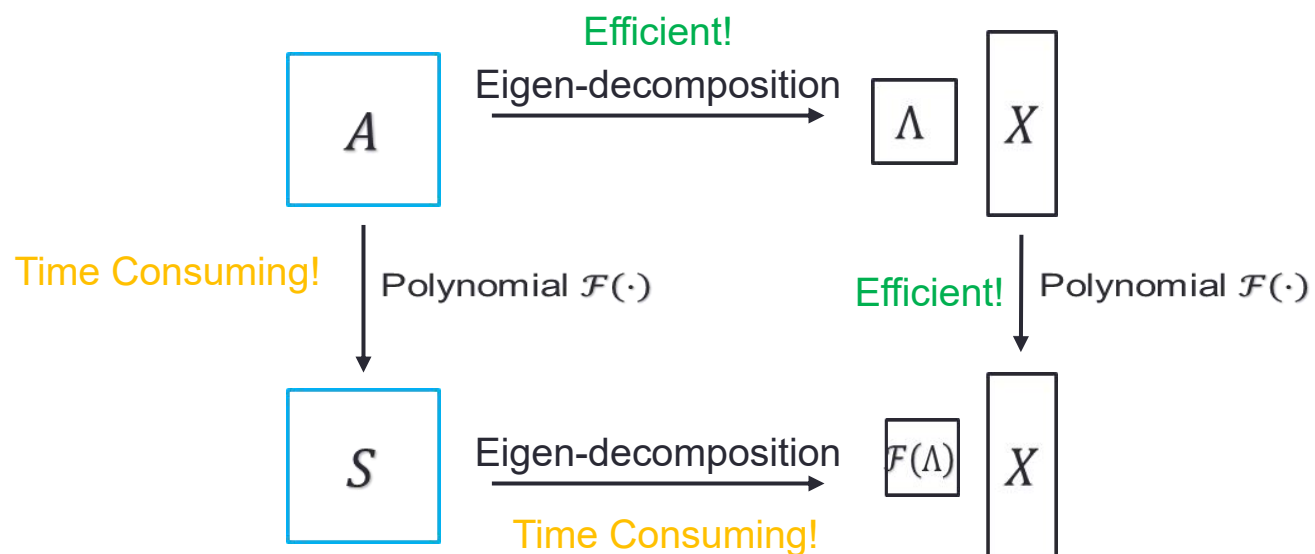 Efficient!
Eigen-decomposition
A
Λ
X
Time Consuming!
Polynomial ℱ(·)
Efficient!
Polynomial ℱ(·)
S
Eigen-decomposition
ℱ(Λ)
X
Time Consuming!